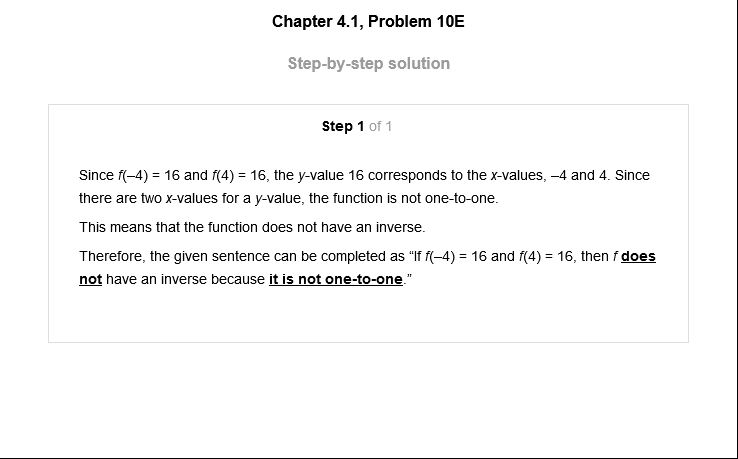 Chapter 4.1, Problem 10E
Step-by-step solution
Step 1 of 1
Since f(–4) = 16 and f(4) = 16, the y-value 16 corresponds to the x-values, –4 and 4. Since
there are two x-values for a y-value, the function is not one-to-one.
This means that the function does not have an inverse.
Therefore, the given sentence can be completed as “If f(–4) = 16 and f(4) = 16, then f does
not have an inverse because it is not one-to-one.”